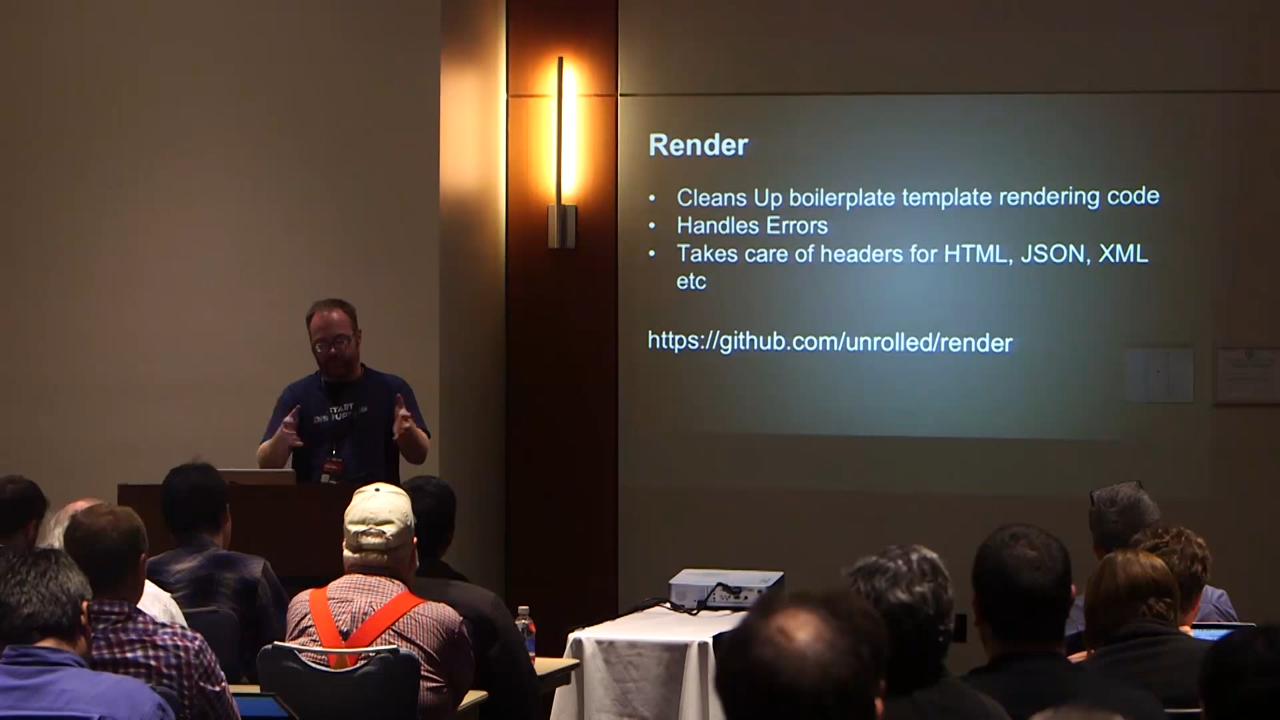 Render
• Cleans Up boilerplate template rendering code
• Handles Errors
• Takes care of headers for HTML, JSON, XML
etc
https://github.com/unrolled/render
START